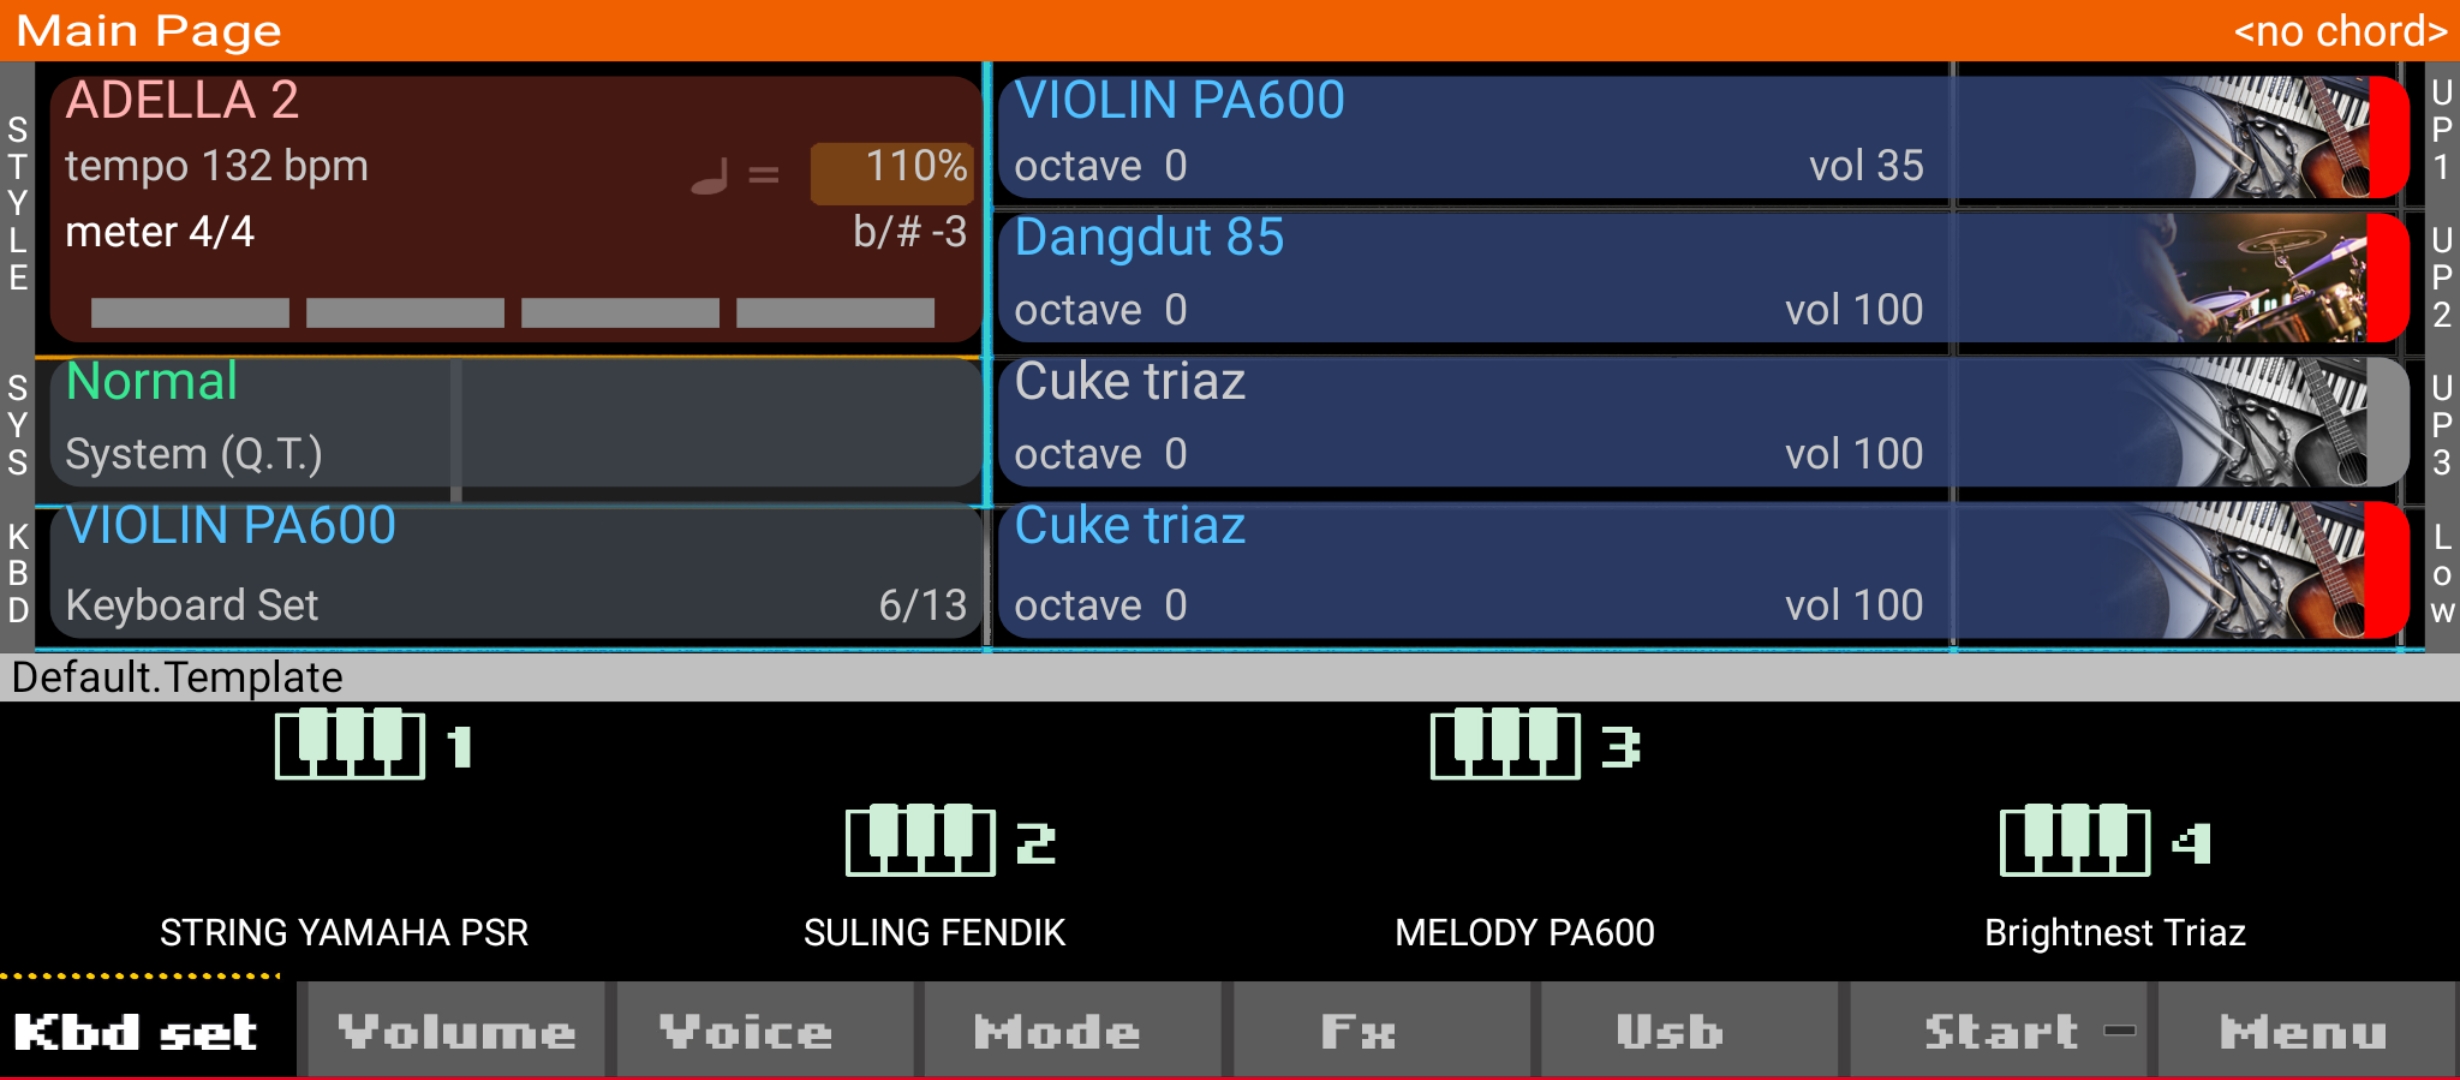 Main Page
<no chord>
STYLE
ADELLA 2
tempo 132 bpm
= 110%
meter 4/4
b/# -3
SYS
Normal
System (Q.T.)
KBD
VIOLIN PA600
Keyboard Set
6/13
VIOLIN PA600
octave 0
vol 35
UP1
Dangdut 85
octave 0
vol 100
UP2
Cuke triaz
octave 0
vol 100
UP3
Cuke triaz
octave 0
vol 100
Low
Default.Template
1
2
3
4
STRING YAMAHA PSR
SULING FENDIK
MELODY PA600
Brightnest Triaz
Kbd set
Volume
Voice
Mode
Fx
Usb
Start -
Menu